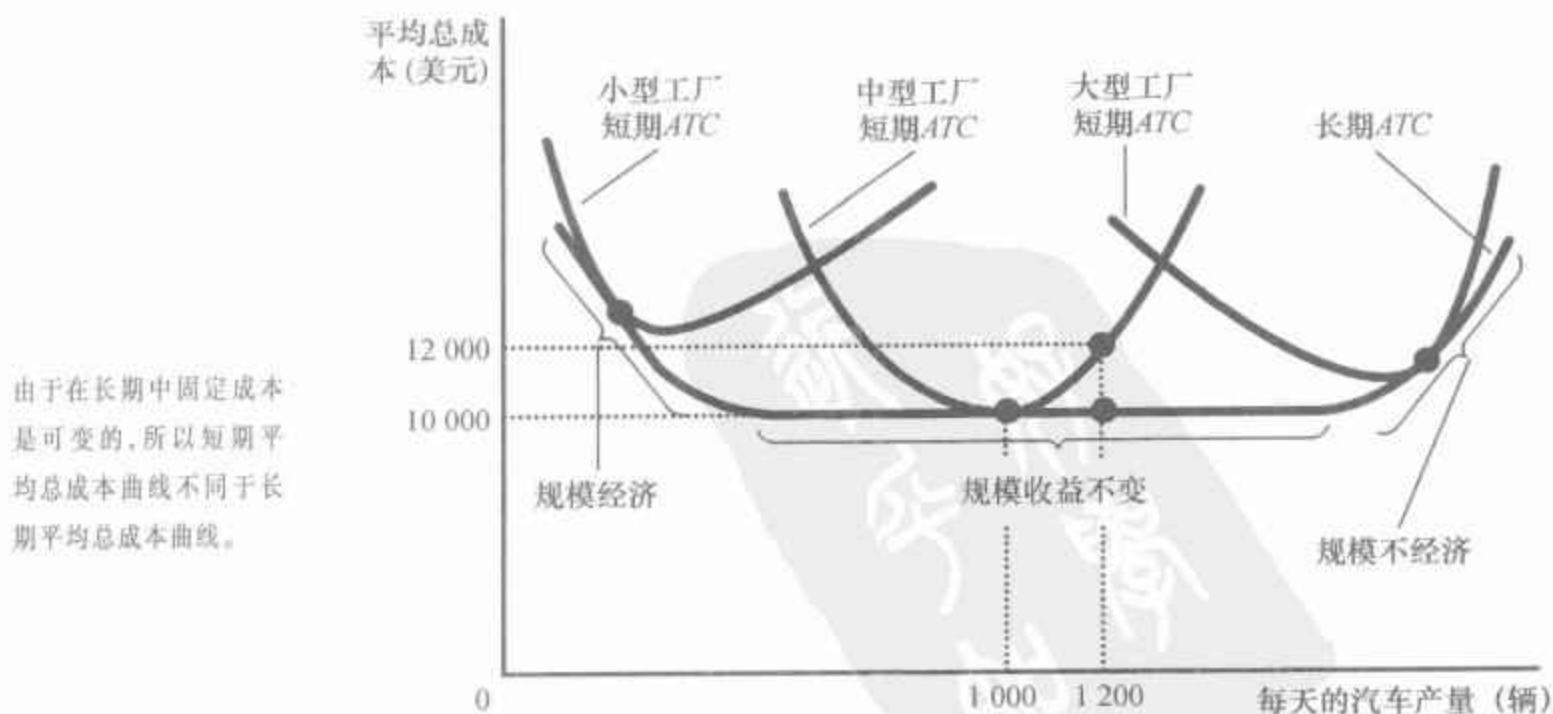 平均总成
本(美元)
小型工厂
短期ATC
中型工厂
短期ATC
大型工厂
短期ATC
长期ATC
12 000
10 000
由于在长期中固定成本
是可变的,所以短期平
均总成本曲线不同于长
期平均总成本曲线。
规模经济
规模收益不变
规模不经济
0
1 000
1 200
每天的汽车产量(辆)